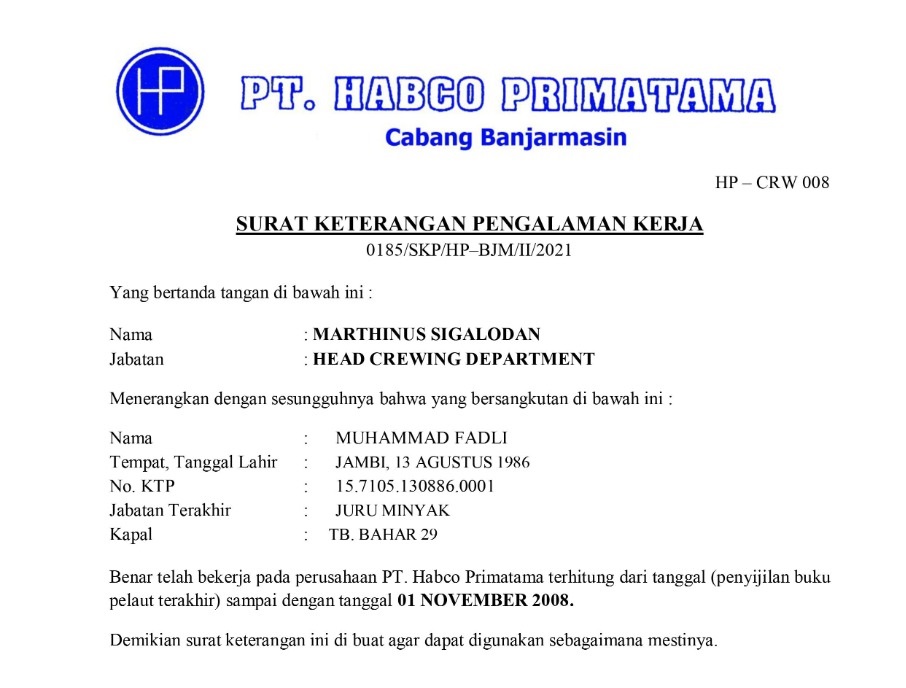 HP
PT. HABCO PRIMATAMA
Cabang Banjarmasin
HP – CRW 008
SURAT KETERANGAN PENGALAMAN KERJA
0185/SKP/HP–BJM/II/2021
Yang bertanda tangan di bawah ini :
Nama : MARTHINUS SIGALODAN
Jabatan : HEAD CREWING DEPARTMENT
Menerangkan dengan sesungguhnya bahwa yang bersangkutan di bawah ini :
Nama : MUHAMMAD FADLI
Tempat, Tanggal Lahir : JAMBI, 13 AGUSTUS 1986
No. KTP : 15.7105.130886.0001
Jabatan Terakhir : JURU MINYAK
Kapal : TB. BAHAR 29
Benar telah bekerja pada perusahaan PT. Habco Primatama terhitung dari tanggal (penyijilan buku
pelaut terakhir) sampai dengan tanggal 01 NOVEMBER 2008.
Demikian surat keterangan ini di buat agar dapat digunakan sebagaimana mestinya.